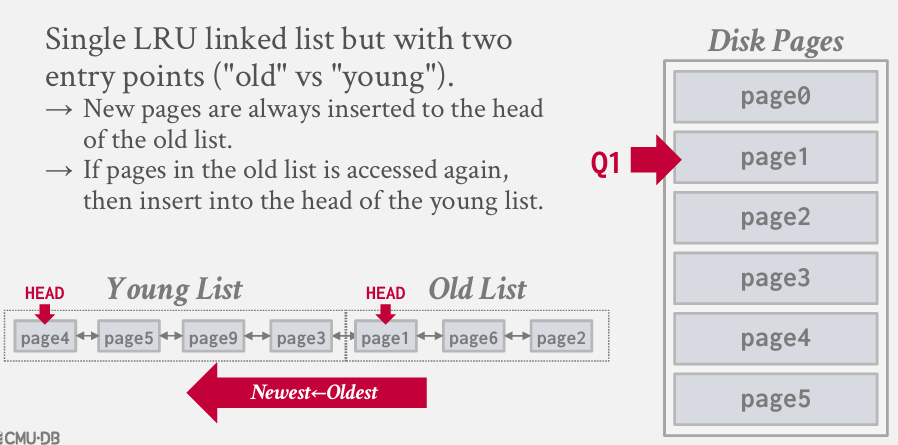 Single LRU linked list but with two
entry points ("old" vs "young").
→ New pages are always inserted to the head
of the old list.
→ If pages in the old list is accessed again,
then insert into the head of the young list.
Disk Pages
page0
Q1
page1
page2
page3
page4
page5
HEAD
Young List
HEAD
Old List
page4
page5
page9
page3
page1
page6
page2
Newest←Oldest
CMU·DB